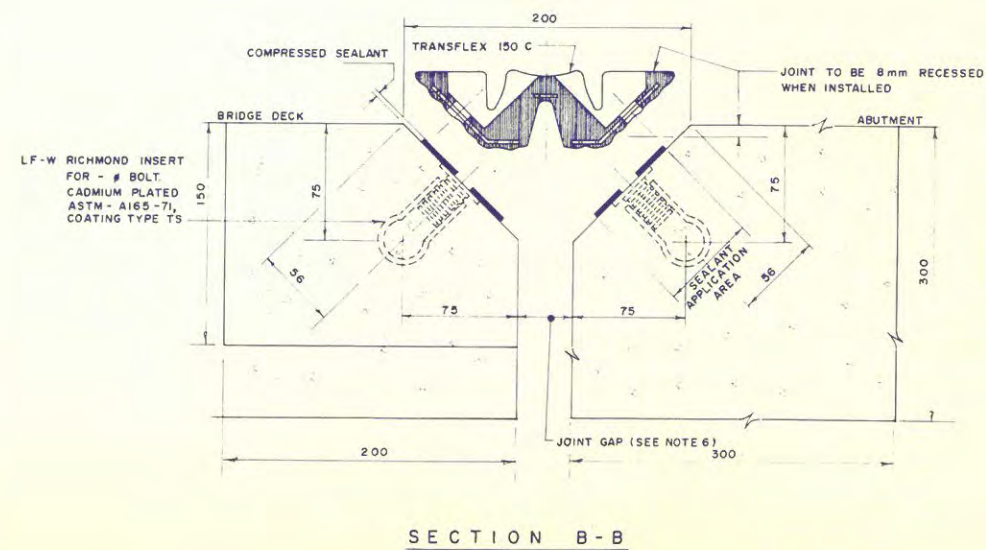 200
TRANSFLEX 150 C
COMPRESSED SEALANT
JOINT TO BE 8mm RECESSED
WHEN INSTALLED
BRIDGE DECK
ABUTMENT
LF-W RICHMOND INSERT
FOR - ø BOLT.
CADMIUM PLATED
ASTM - A165-71,
COATING TYPE TS
150
75
75
300
56
SEALANT
APPLICATION
AREA
56
75
75
JOINT GAP (SEE NOTE 6)
200
300
SECTION B-B